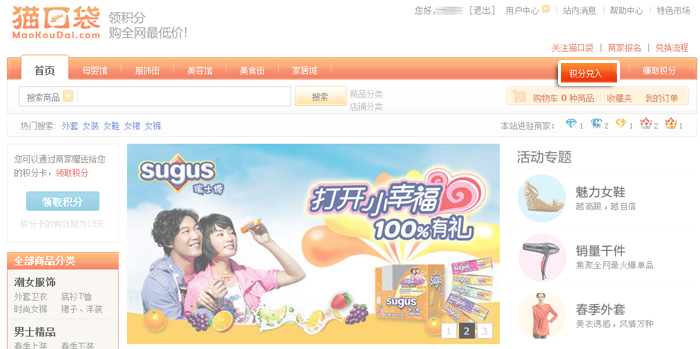 猫口袋
MaoKouDai.com
领积分
购全网最低价!
您好, [退出] 用户中心 | 站内消息 | 帮助中心 | 特色市场
关注猫口袋 | 商家报名 | 兑换流程
首页 母婴馆 服饰街 美容馆 美食街 家居城 积分兑入 赚取积分
搜索商品 搜索 商品分类
店铺分类
购物车 0 种商品 收藏夹 我的订单
热门搜索: 外套 女装 女鞋 女裙 女裤
本站进驻商家: 1 2 1 2 1
您可以通过商家赠送给您
的积分卡,领取积分
领取积分
积分卡的有效期为15天
全部商品分类
潮女服饰
外套卫衣 底衫T恤
时尚女裤 裙子、洋装
男士精品
春季上装 春季下装
sugus
瑞士糖
打开小幸福
100%有礼
sugus
1 2 3
活动专题
魅力女鞋
越高跟,越自信
销量千件
集聚全网最火爆单品
春季外套
美衣诱惑,风情万种